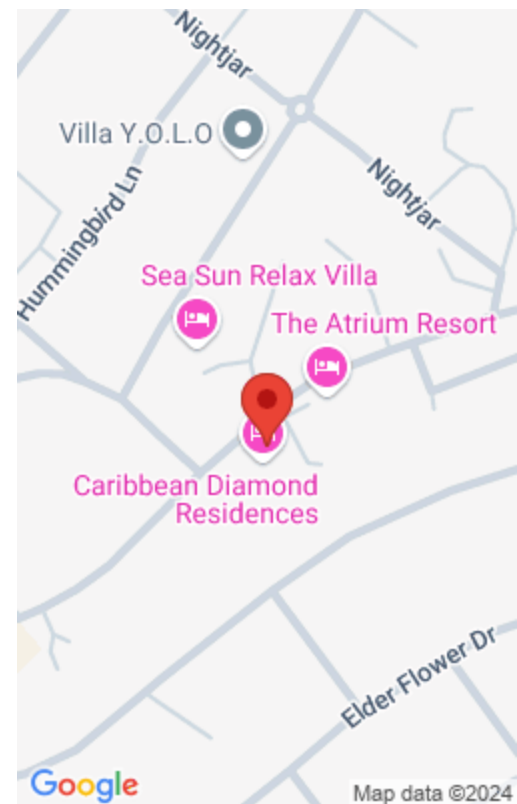 Nightjar
Villa Y.O.L.O
Nightjar
Hummingbird Ln
Sea Sun Relax Villa
The Atrium Resort
Caribbean Diamond
Residences
Elder Flower Dr
Google
Map data ©2024